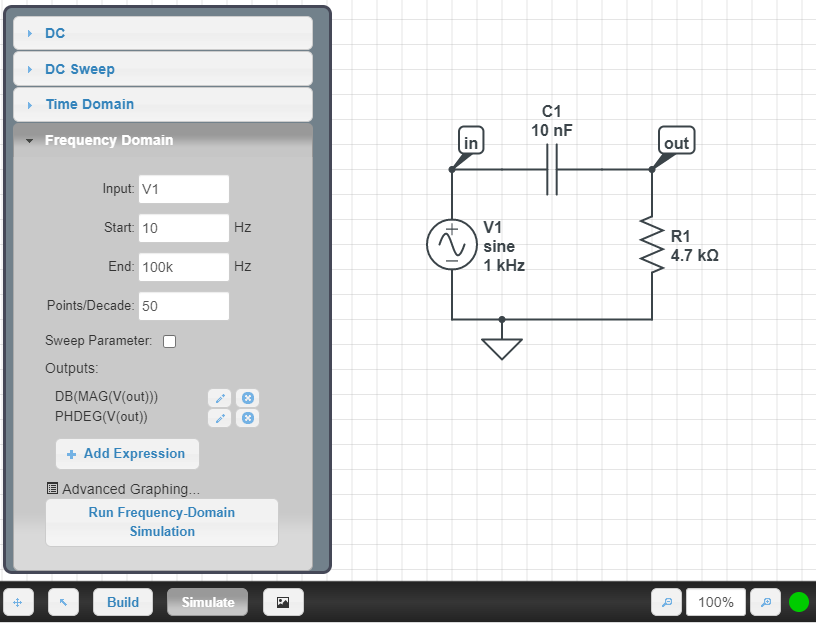 DC
DC Sweep
Time Domain
Frequency Domain
Input: V1
Start: 10 Hz
End: 100k Hz
Points/Decade: 50
Sweep Parameter:
Outputs:
DB(MAG(V(out)))
PHDEG(V(out))
Add Expression
Advanced Graphing...
Run Frequency-Domain
Simulation
C1
10 nF
in
out
V1
sine
1 kHz
R1
4.7 kΩ
Build
Simulate
100%